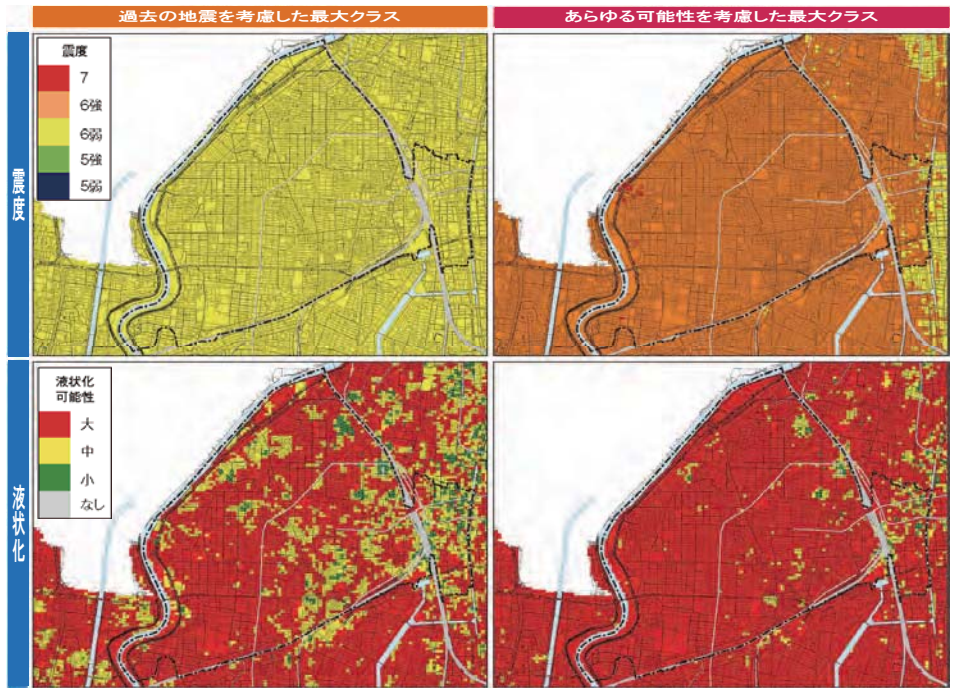 過去の地震を考慮した最大クラス
あらゆる可能性を考慮した最大クラス
震度
震度
7
6強
6弱
5強
5弱
液状化
液状化
可能性
大
中
小
なし